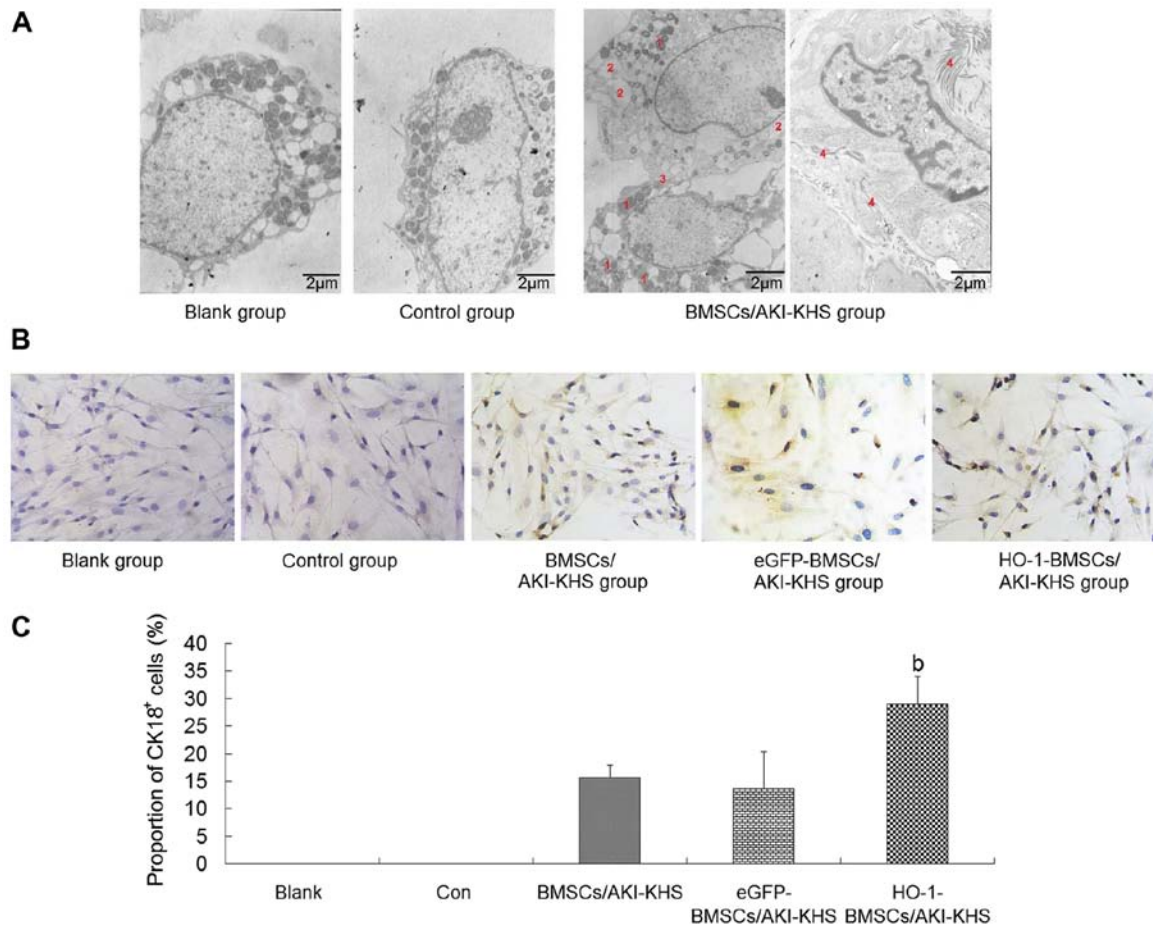 A
1
2
2
2
3
1
1
1
4
4
4
2μm
2μm
2μm
2μm
Blank group
Control group
BMSCs/AKI-KHS group
B
Blank group
Control group
BMSCs/
AKI-KHS group
eGFP-BMSCs/
AKI-KHS group
HO-1-BMSCs/
AKI-KHS group
C
Proportion of CK18⁺ cells (%)
40
35
30
25
20
15
10
5
0
b
Blank
Con
BMSCs/AKI-KHS
eGFP-
BMSCs/AKI-KHS
HO-1-
BMSCs/AKI-KHS